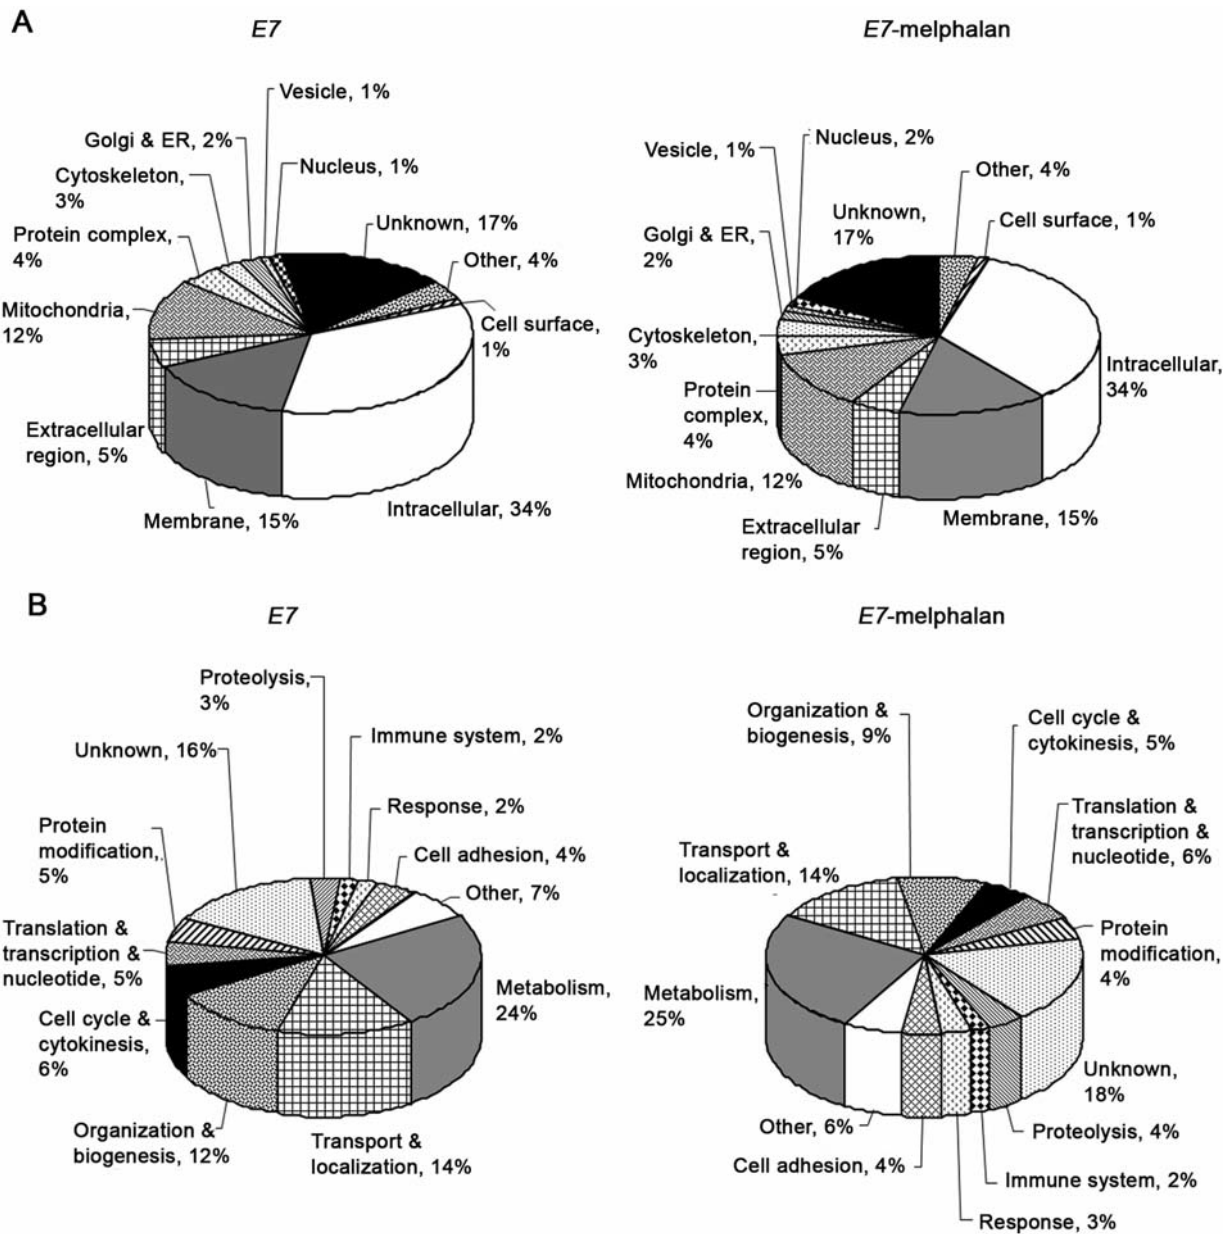 A
E7
E7-melphalan
Vesicle, 1%
Golgi & ER, 2%
Nucleus, 1%
Cytoskeleton,
3%
Unknown, 17%
Protein complex,
4%
Other, 4%
Mitochondria,
12%
Cell surface,
1%
Extracellular
region, 5%
Membrane, 15%
Intracellular, 34%
Nucleus, 2%
Vesicle, 1%
Other, 4%
Unknown,
17%
Cell surface, 1%
Golgi & ER,
2%
Cytoskeleton,
3%
Intracellular,
34%
Protein
complex,
4%
Mitochondria, 12%
Extracellular
region, 5%
Membrane, 15%
B
E7
E7-melphalan
Proteolysis,
3%
Immune system, 2%
Unknown, 16%
Response, 2%
Protein
modification,
5%
Cell adhesion, 4%
Other, 7%
Translation &
transcription &
nucleotide, 5%
Metabolism,
24%
Cell cycle &
cytokinesis,
6%
Organization &
biogenesis, 12%
Transport &
localization, 14%
Organization &
biogenesis, 9%
Cell cycle &
cytokinesis, 5%
Translation &
transcription &
nucleotide, 6%
Transport &
localization, 14%
Protein
modification,
4%
Metabolism,
25%
Unknown,
18%
Other, 6%
Proteolysis, 4%
Cell adhesion, 4%
Immune system, 2%
Response, 3%